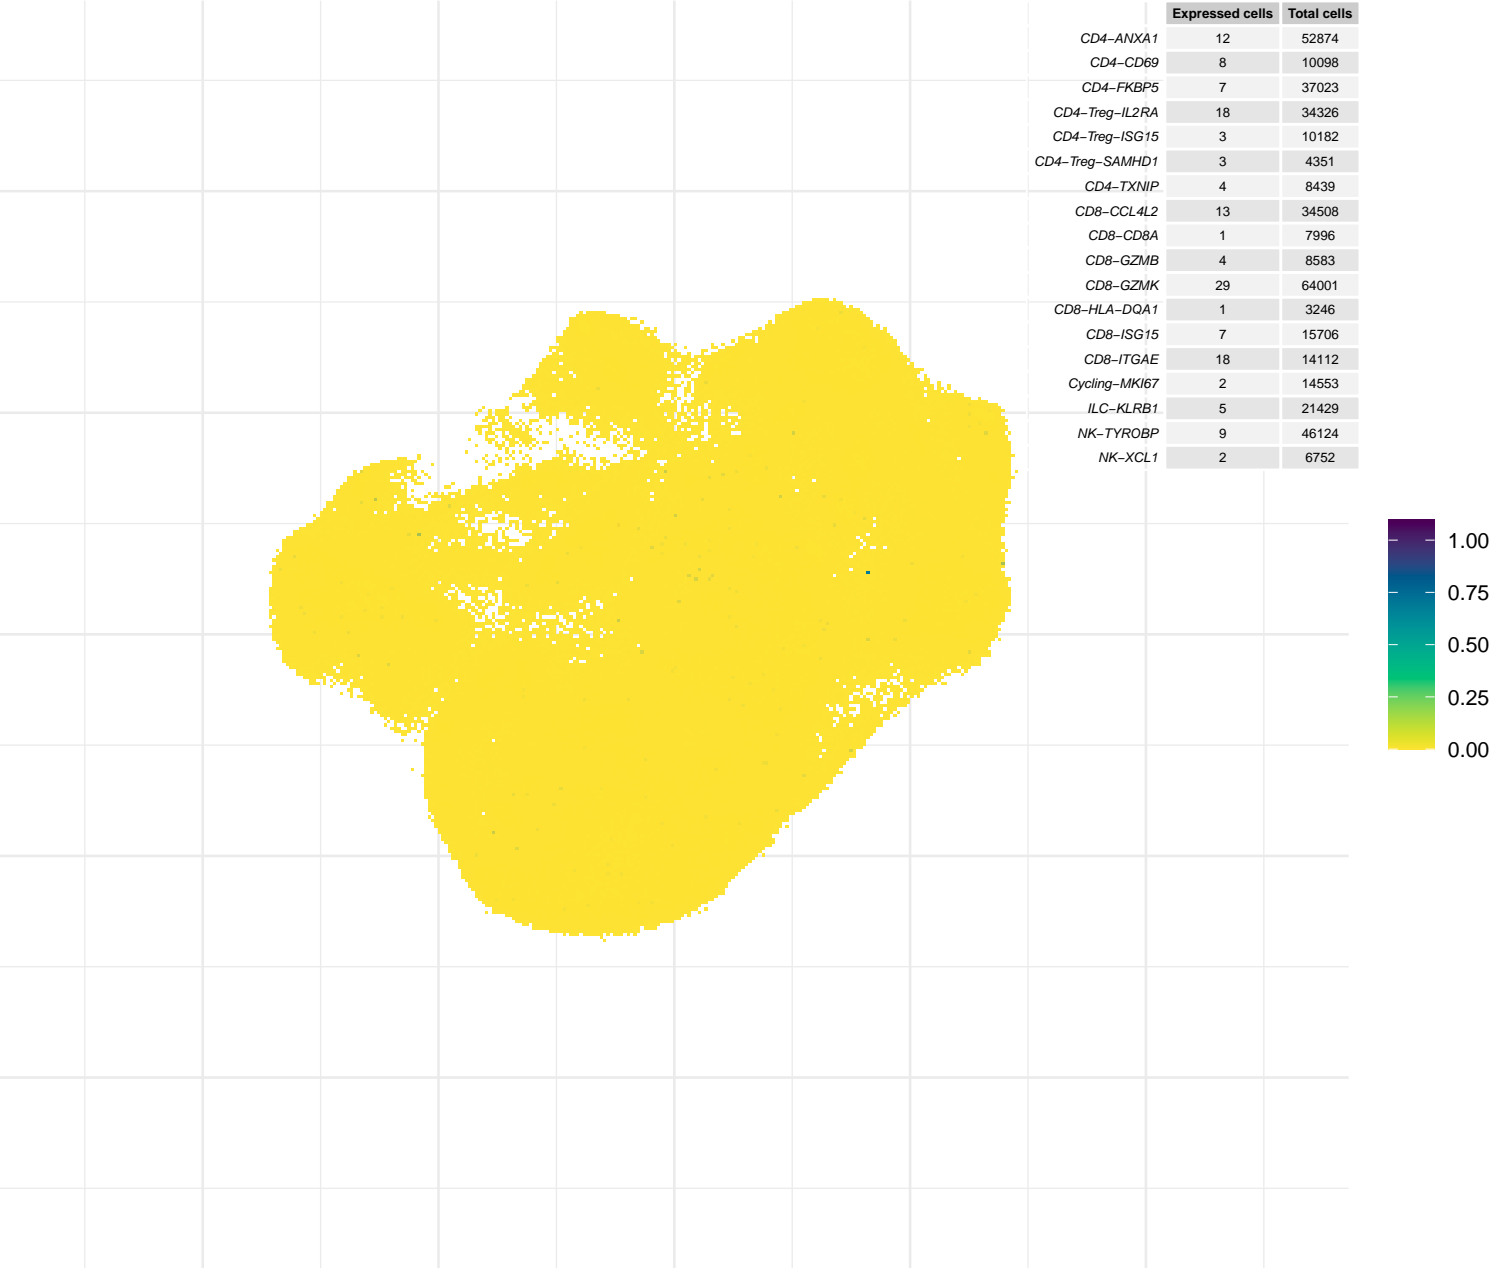 Expressed cells Total cells
CD4−ANXA1 12 52874
CD4−CD69 8 10098
CD4−FKBP5 7 37023
CD4−Treg−IL2RA 18 34326
CD4−Treg−ISG15 3 10182
CD4−Treg−SAMHD1 3 4351
CD4−TXNIP 4 8439
CD8−CCL4L2 13 34508
CD8−CD8A 1 7996
CD8−GZMB 4 8583
CD8−GZMK 29 64001
CD8−HLA−DQA1 1 3246
CD8−ISG15 7 15706
CD8−ITGAE 18 14112
Cycling−MKI67 2 14553
ILC−KLRB1 5 21429
NK−TYROBP 9 46124
NK−XCL1 2 6752
1.00
0.75
0.50
0.25
0.00